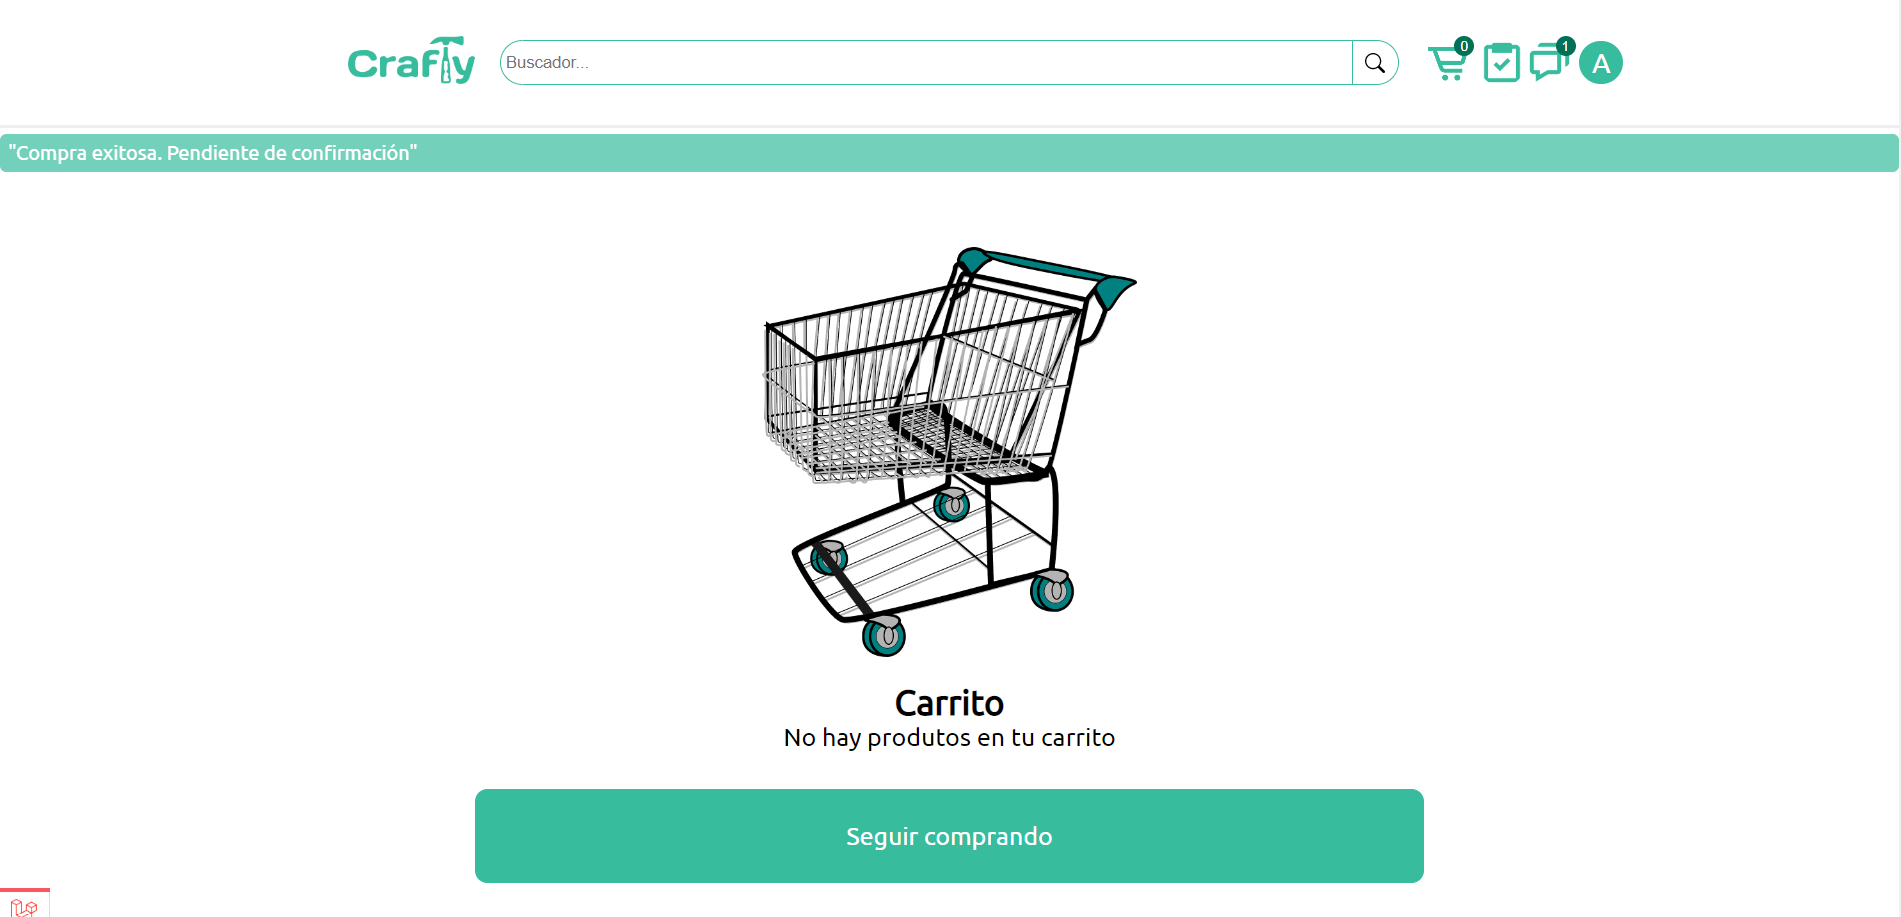 Crafty
Buscador...
0
1
A
"Compra exitosa. Pendiente de confirmación"
Carrito
No hay produtos en tu carrito
Seguir comprando